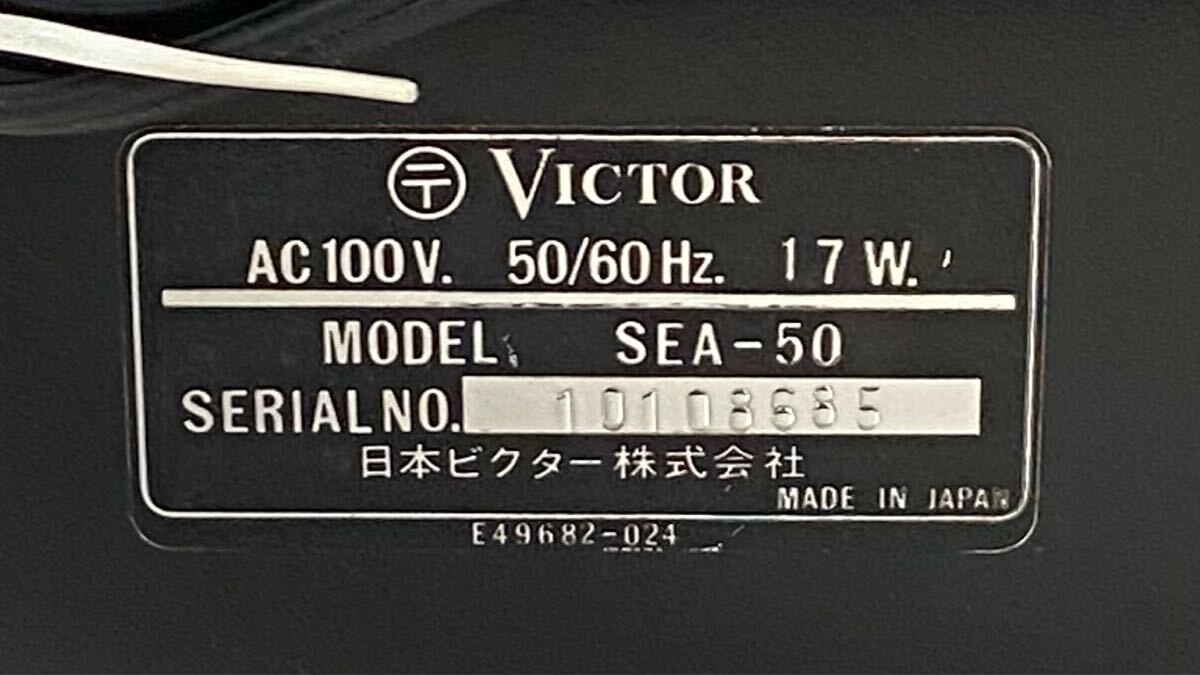 〒 VICTOR
AC 100 V. 50/60 Hz. 17 W.
MODEL SEA-50
SERIAL NO. 10108685
日本ビクター株式会社
MADE IN JAPAN
E49682-024